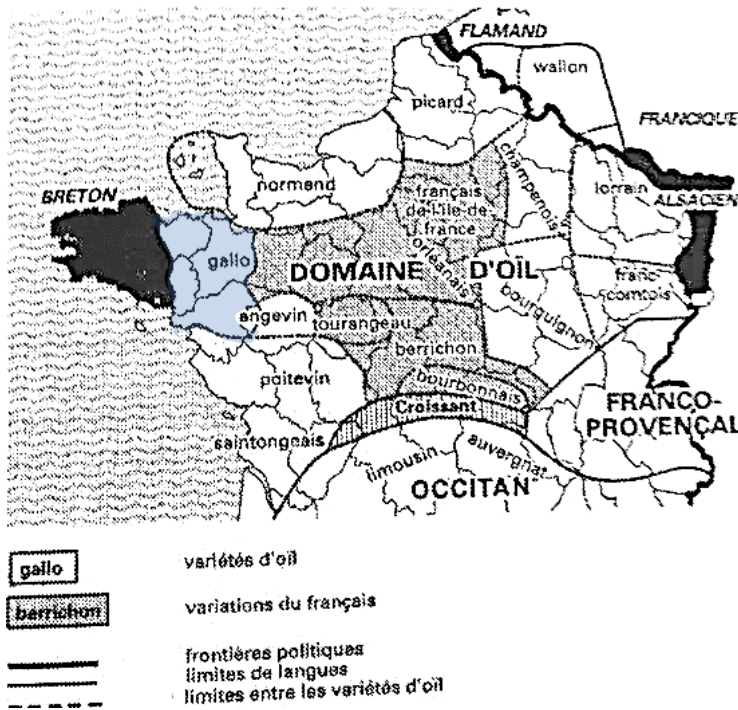 FLAMAND
wallon
picard
FRANCIQUE
BRETON
normand
français
de-l'île-de
france
champenois
lorrain
ALSACIEN
gallo
DOMAINE D'OÏL
orléanais
franc-
comtois
angevin
tourangeau
bourguignon
berrichon
poitevin
bourbonnais
Croissant
FRANCO-
PROVENÇAL
saintongeais
limousin
auvergnat
OCCITAN
gallo variétés d'oïl
berrichon variations du français
frontières politiques
limites de langues
limites entre les variétés d'oïl